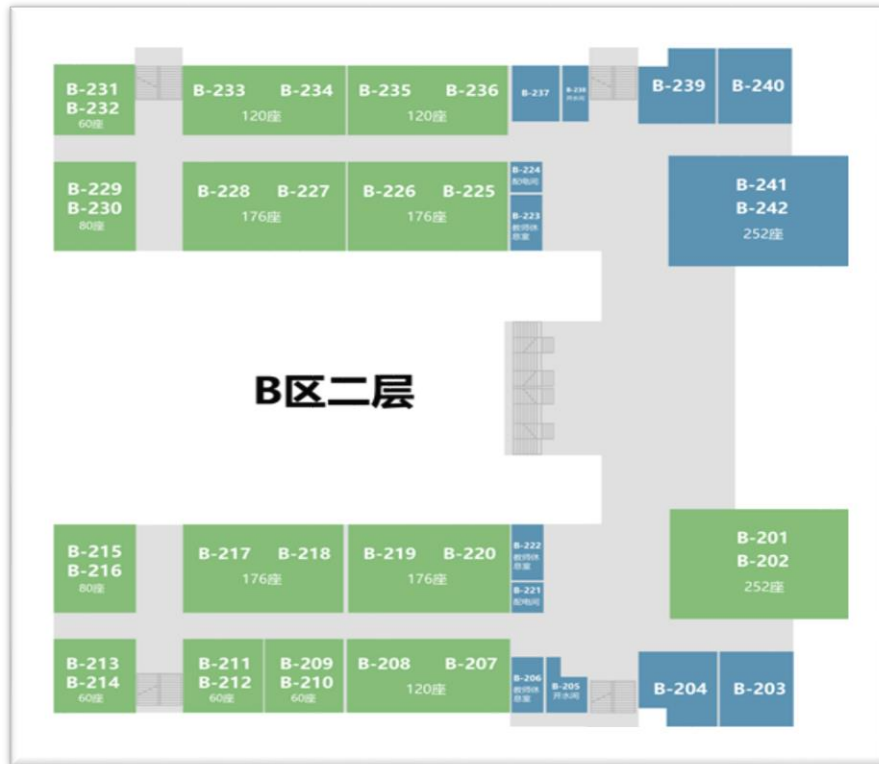 B-231
B-232
60座
B-233 B-234
120座
B-235 B-236
120座
B-237
B-238
开水间
B-239
B-240
B-229
B-230
80座
B-228 B-227
176座
B-226 B-225
176座
B-224
配电间
B-223
教师休
息室
B-241
B-242
252座
B区二层
B-215
B-216
80座
B-217 B-218
176座
B-219 B-220
176座
B-222
教师休
息室
B-221
配电间
B-201
B-202
252座
B-213
B-214
60座
B-211
B-212
60座
B-209
B-210
60座
B-208 B-207
120座
B-206
教师休
息室
B-205
开水间
B-204
B-203